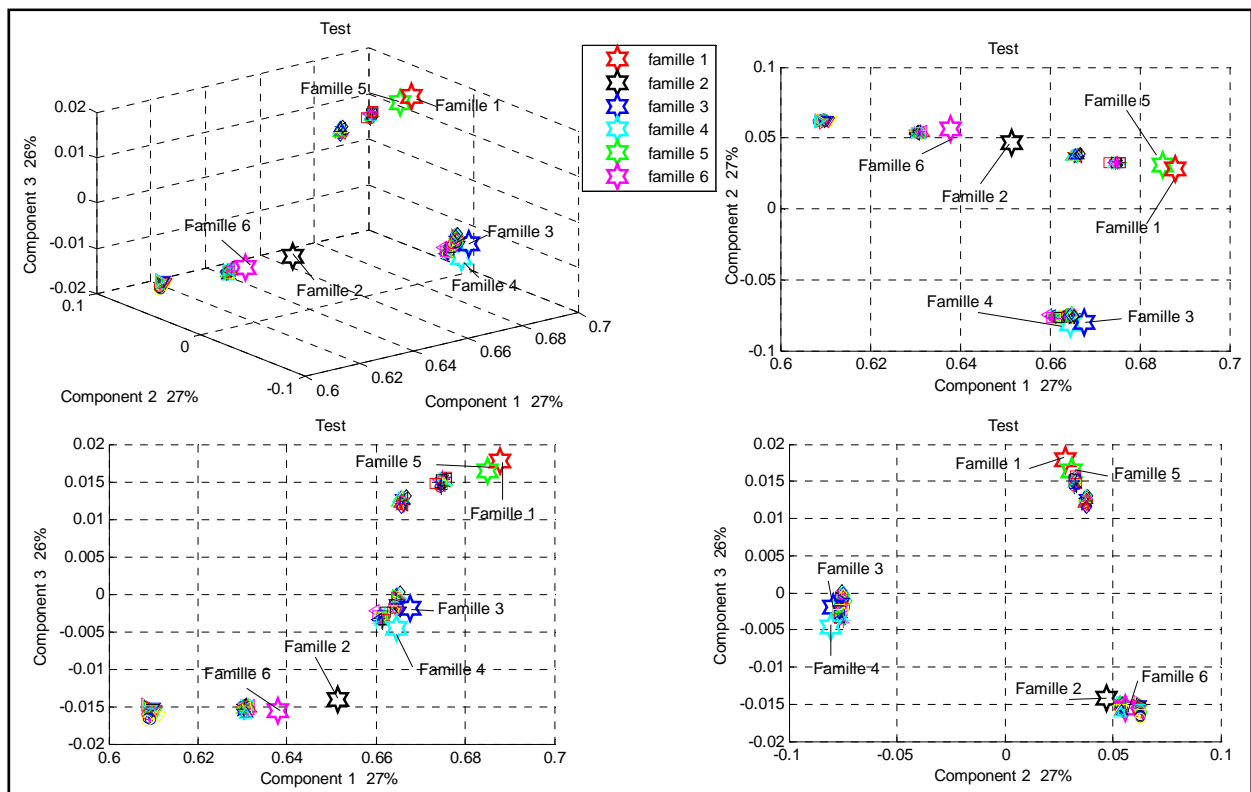 Test
Component 3 26%
0.02
0.01
0
-0.01
-0.02
0.1
0
-0.1
0.6
0.62
0.64
0.66
0.68
0.7
Component 2 27%
Component 1 27%
Famille 5
Famille 1
Famille 6
Famille 2
Famille 3
Famille 4
famille 1
famille 2
famille 3
famille 4
famille 5
famille 6
Test
Component 2 27%
0.1
0.05
0
-0.05
-0.1
0.6
0.62
0.64
0.66
0.68
0.7
Component 1 27%
Famille 5
Famille 6
Famille 2
Famille 1
Famille 4
Famille 3
Test
Component 3 26%
0.02
0.015
0.01
0.005
0
-0.005
-0.01
-0.015
-0.02
0.6
0.62
0.64
0.66
0.68
0.7
Component 1 27%
Famille 5
Famille 1
Famille 3
Famille 2
Famille 4
Famille 6
Test
Component 3 26%
0.02
0.015
0.01
0.005
0
-0.005
-0.01
-0.015
-0.02
-0.1
-0.05
0
0.05
0.1
Component 2 27%
Famille 1
Famille 5
Famille 3
Famille 4
Famille 2
Famille 6